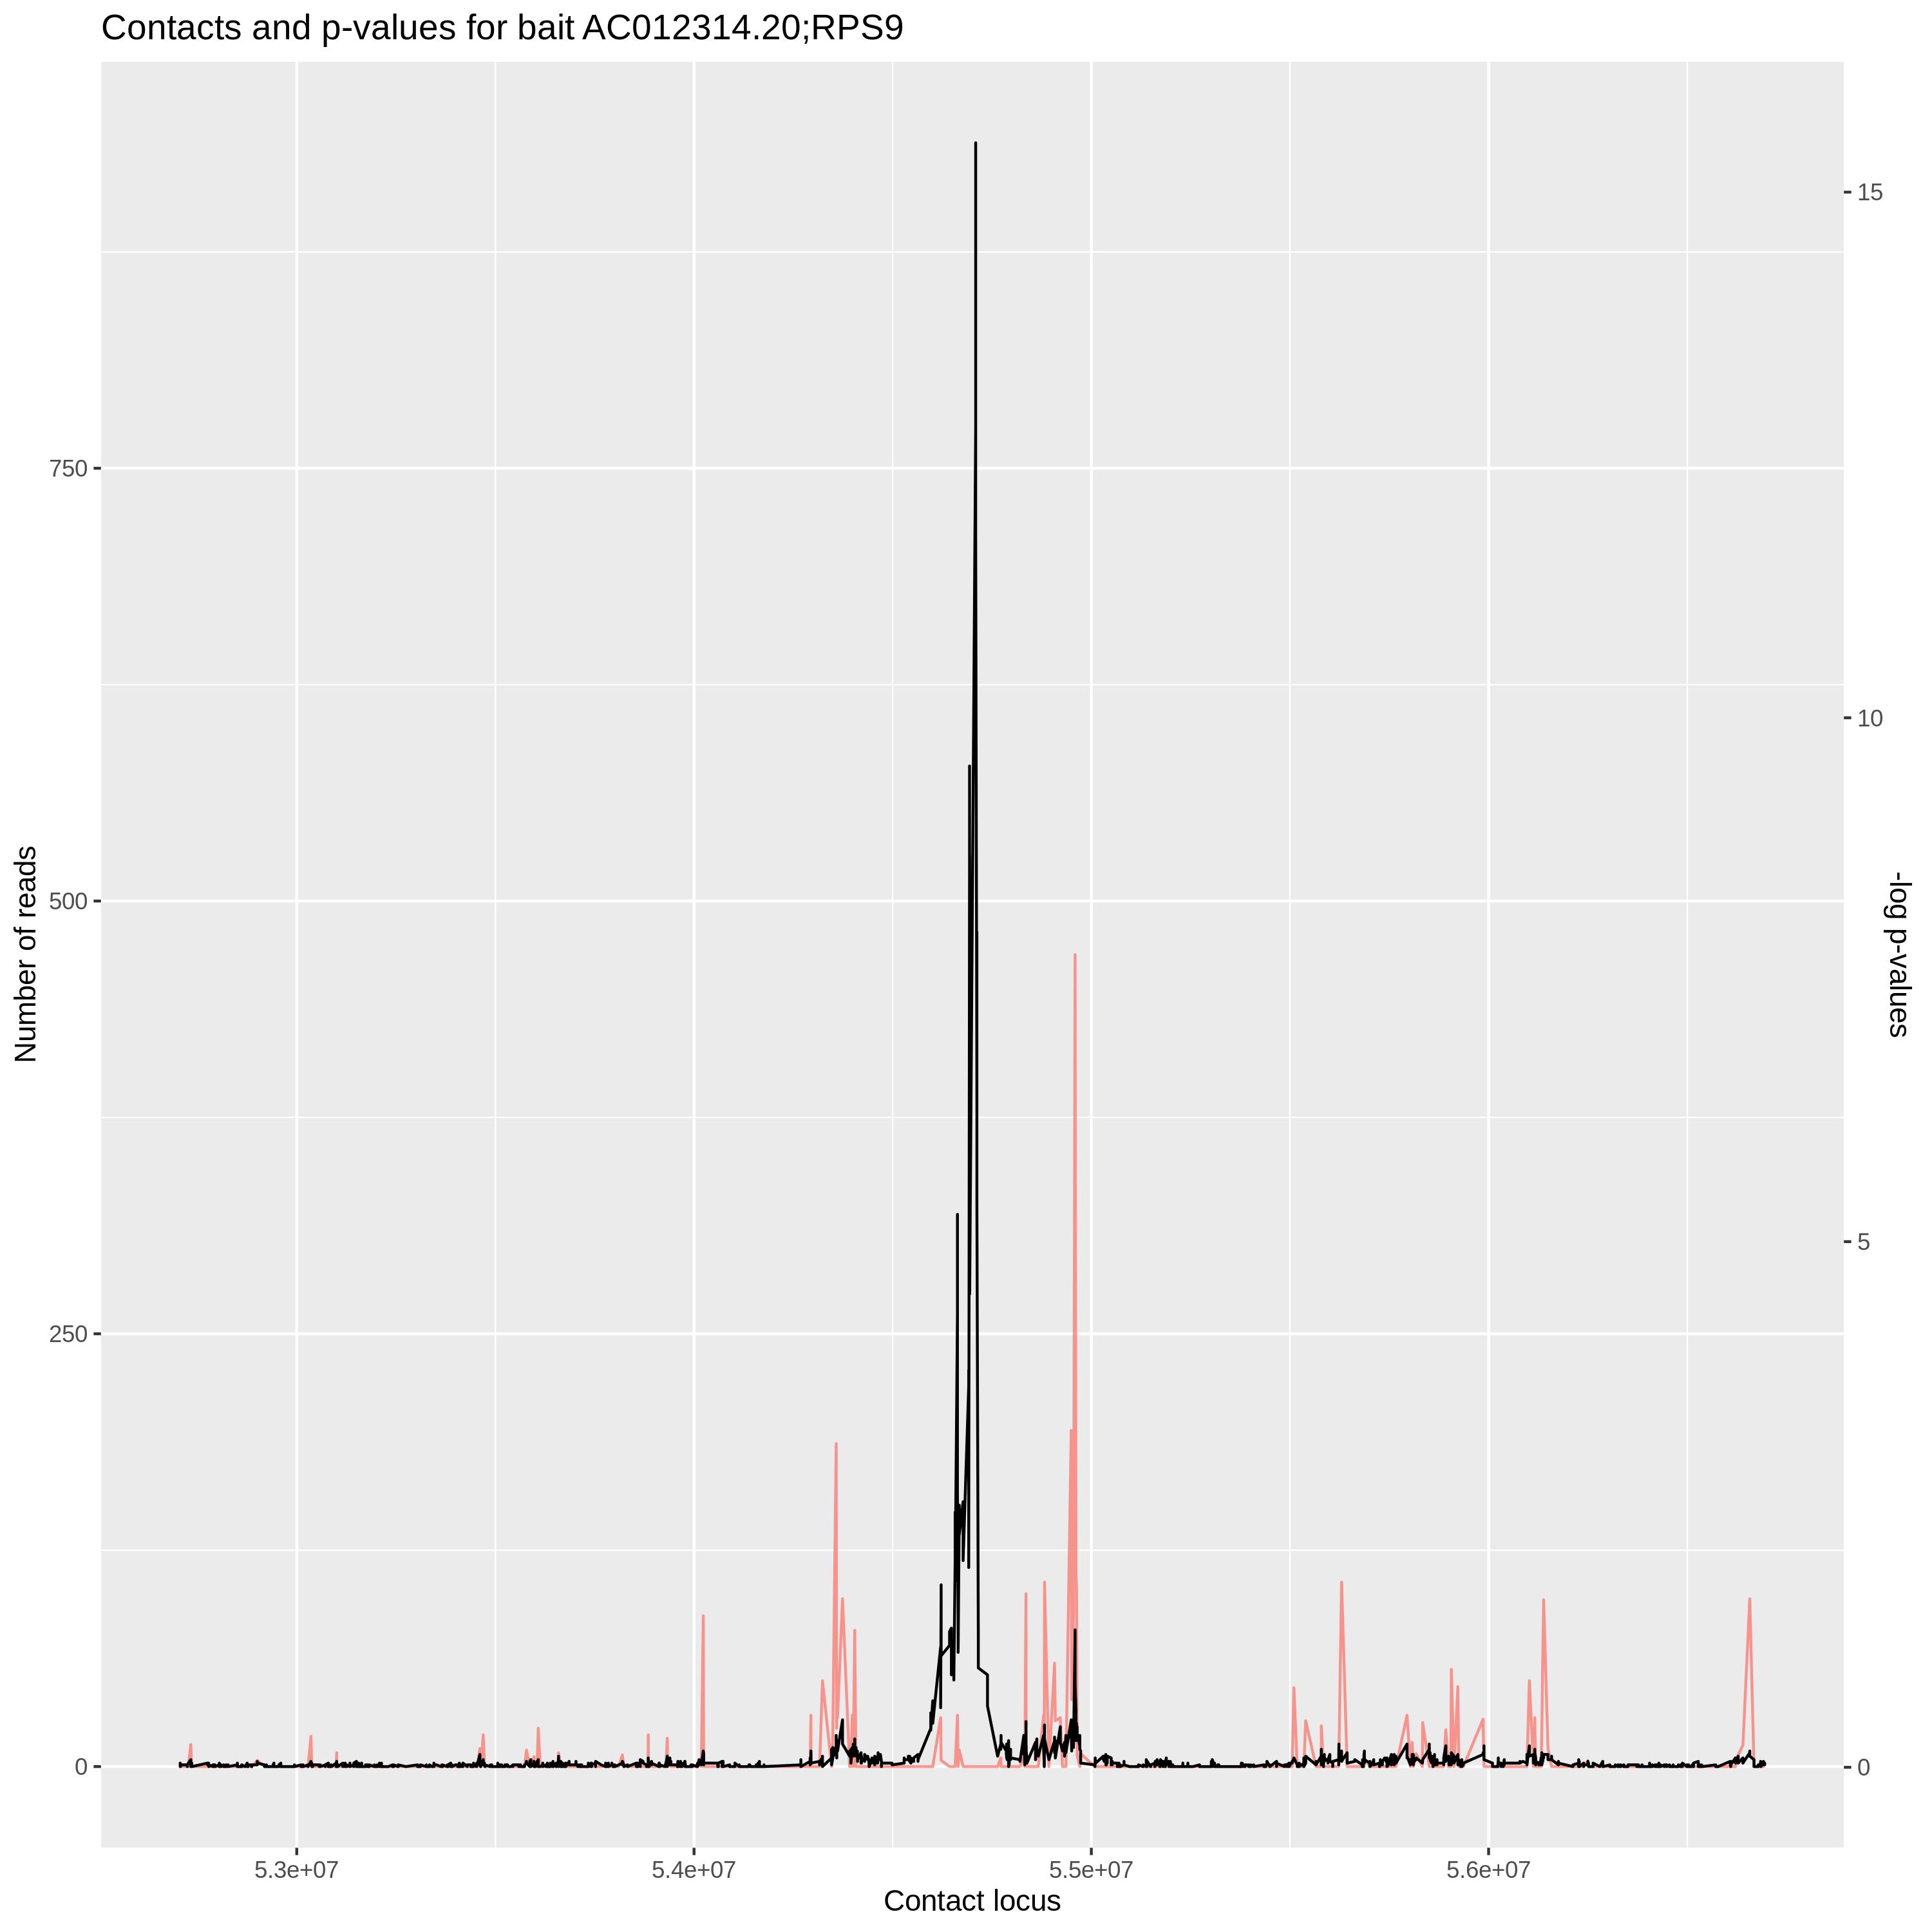 Contacts and p-values for bait AC012314.20;RPS9
15
750
10
500
Number of reads
-log p-values
5
250
0
0
5.3e+07
5.4e+07
5.5e+07
5.6e+07
Contact locus